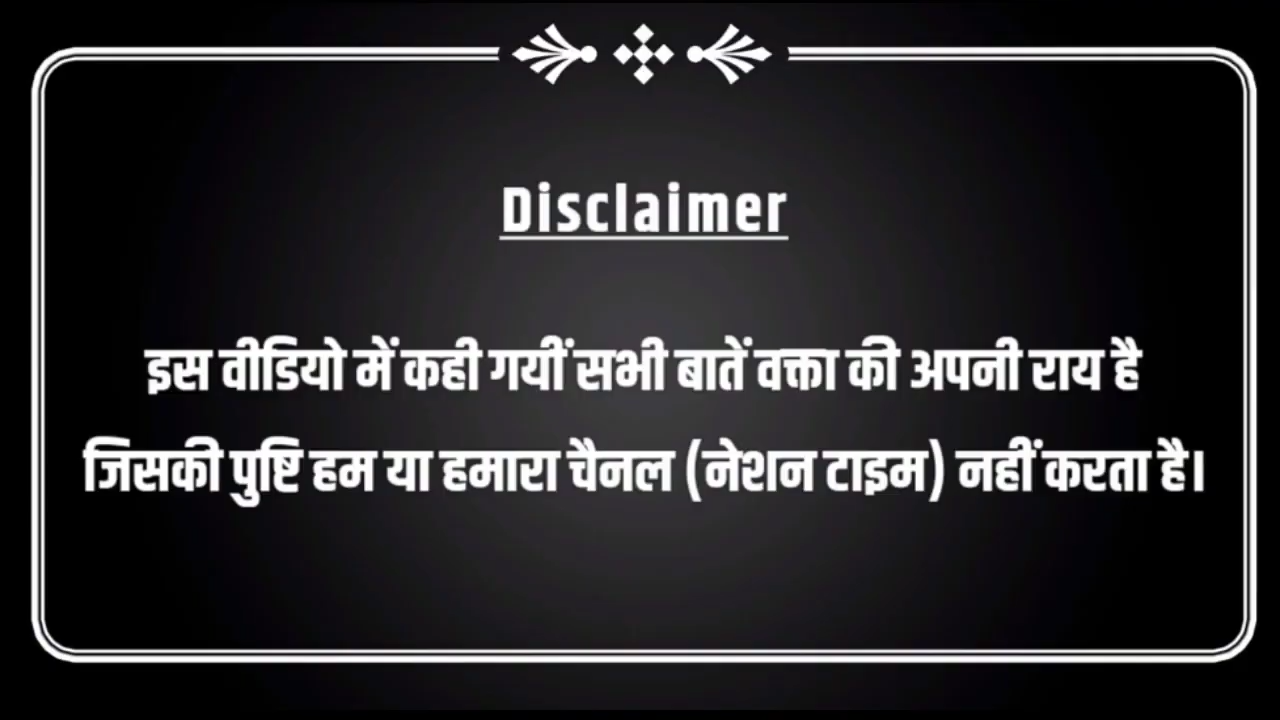 Disclaimer
इस वीडियो में कही गयीं सभी बातें वक्ता की अपनी राय है
जिसकी पुष्टि हम या हमारा चैनल (नेशन टाइम) नहीं करता है।